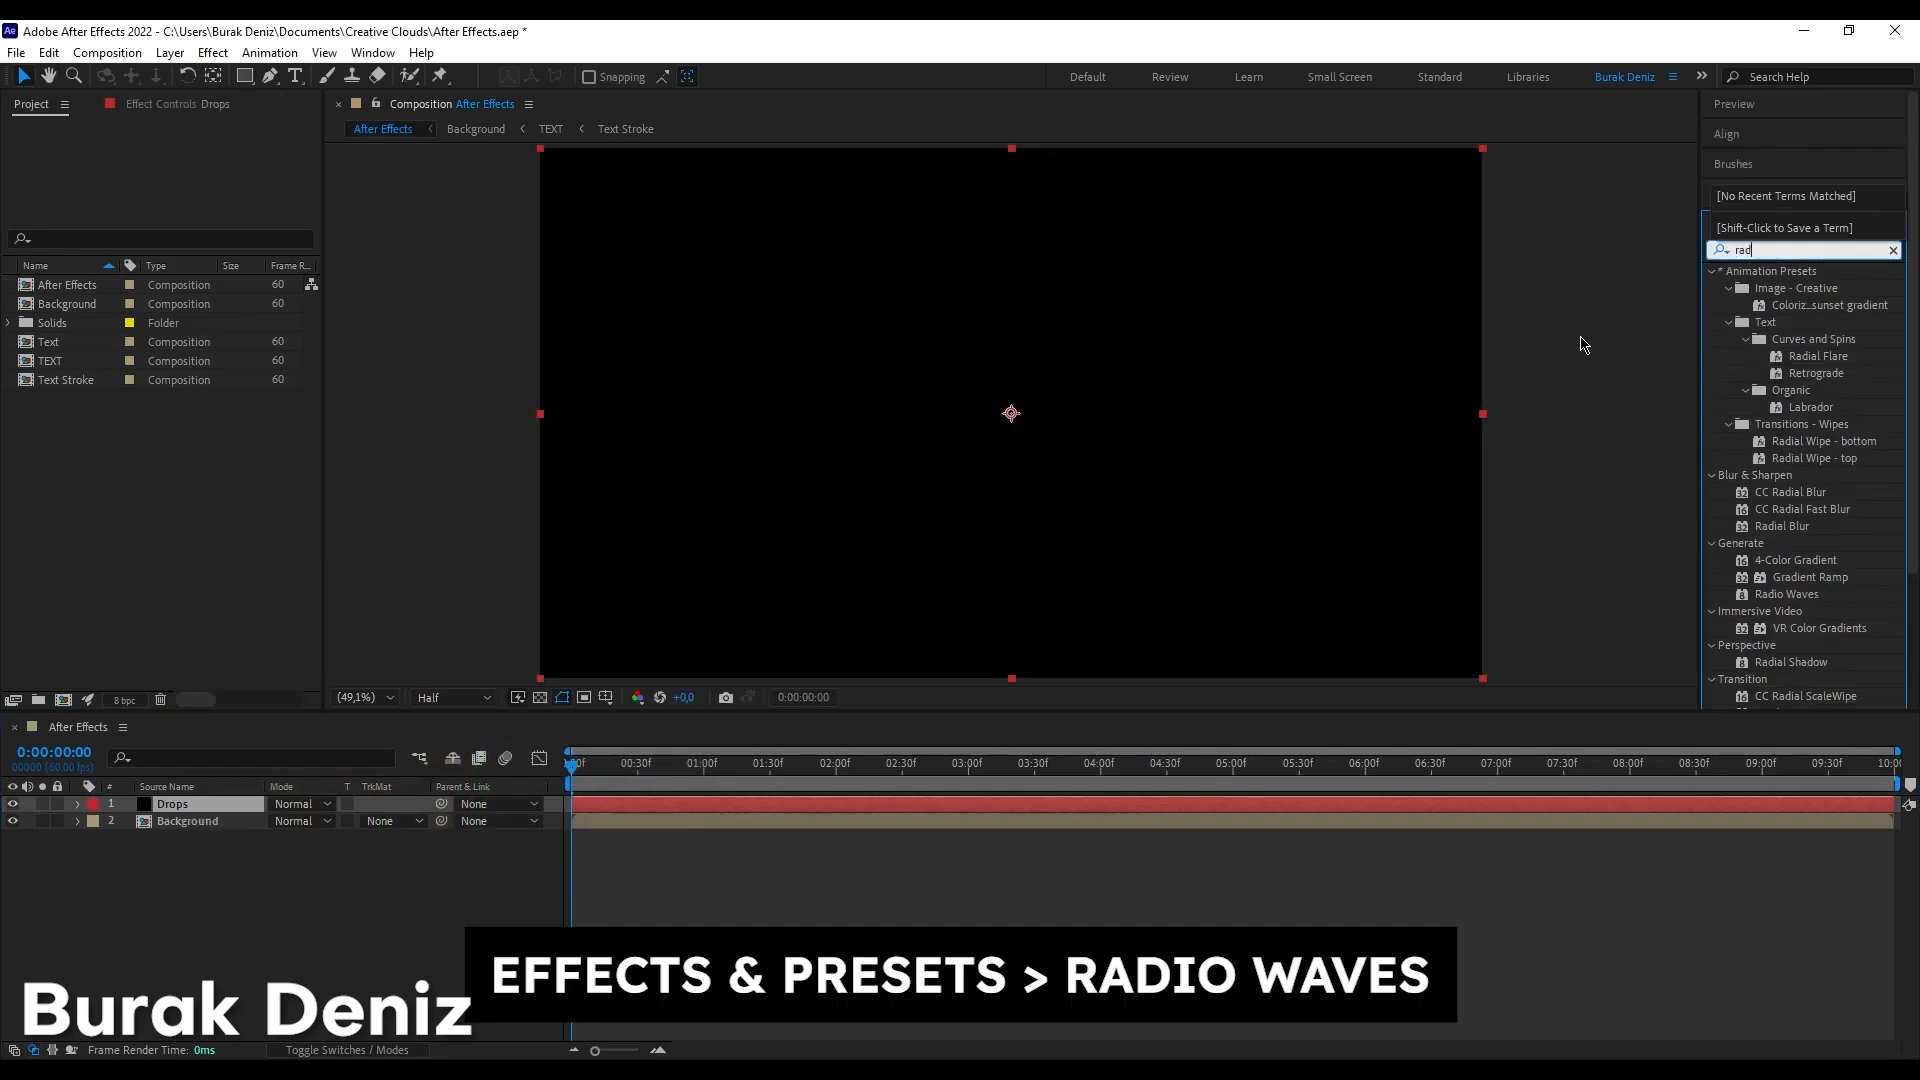 Adobe After Effects 2022 - C:\Users\Burak Deniz\Documents\Creative Clouds\After Effects.aep *
File Edit Composition Layer Effect Animation View Window Help
Snapping Default Review Learn Small Screen Standard Libraries Burak Deniz Search Help
Project Effect Controls Drops
Composition After Effects
After Effects Background TEXT Text Stroke
Name Type Size Frame R...
After Effects Composition 60
Background Composition 60
Solids Folder
Text Composition 60
TEXT Composition 60
Text Stroke Composition 60
8 bpc
(49,1%) Half +0,0 0:00:00:00
Preview
Align
Brushes
[No Recent Terms Matched]
[Shift-Click to Save a Term]
rad
* Animation Presets
Image - Creative
Coloriz...sunset gradient
Text
Curves and Spins
Radial Flare
Retrograde
Organic
Labrador
Transitions - Wipes
Radial Wipe - bottom
Radial Wipe - top
Blur & Sharpen
CC Radial Blur
CC Radial Fast Blur
Radial Blur
Generate
4-Color Gradient
Gradient Ramp
Radio Waves
Immersive Video
VR Color Gradients
Perspective
Radial Shadow
Transition
CC Radial ScaleWipe
After Effects
0:00:00:00
00000 (60.00 fps)
00:30f 01:00f 01:30f 02:00f 02:30f 03:00f 03:30f 04:00f 04:30f 05:00f 05:30f 06:00f 06:30f 07:00f 07:30f 08:00f 08:30f 09:00f 09:30f
# Source Name Mode T TrkMat Parent & Link
1 Drops Normal None
2 Background Normal None None
EFFECTS & PRESETS > RADIO WAVES
Burak Deniz
Frame Render Time: 0ms Toggle Switches / Modes